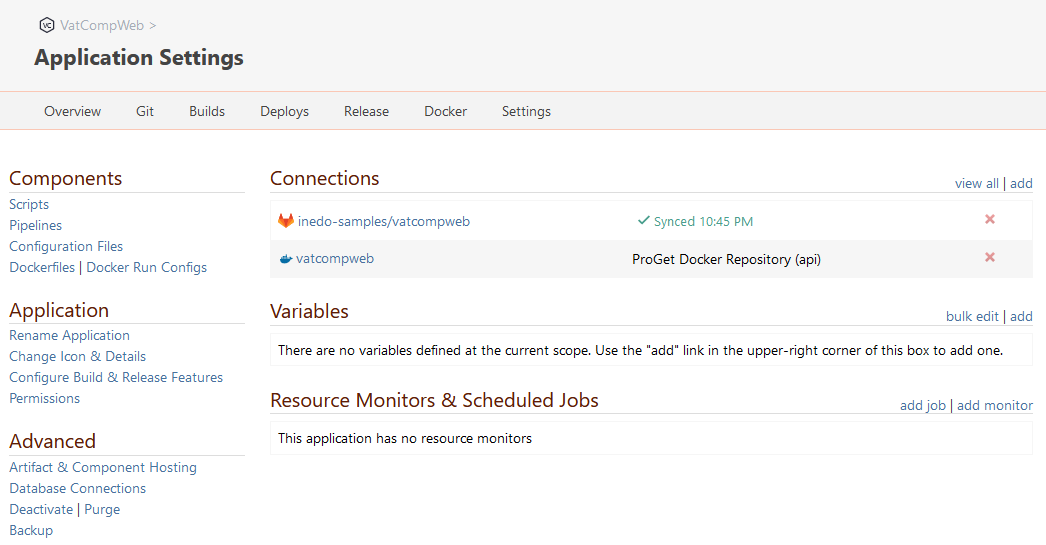 VC VatCompWeb >
Application Settings
Overview Git Builds Deploys Release Docker Settings
Components
Scripts
Pipelines
Configuration Files
Dockerfiles | Docker Run Configs
Application
Rename Application
Change Icon & Details
Configure Build & Release Features
Permissions
Advanced
Artifact & Component Hosting
Database Connections
Deactivate | Purge
Backup
Connections view all | add
inedo-samples/vatcompweb Synced 10:45 PM
vatcompweb ProGet Docker Repository (api)
Variables bulk edit | add
There are no variables defined at the current scope. Use the "add" link in the upper-right corner of this box to add one.
Resource Monitors & Scheduled Jobs add job | add monitor
This application has no resource monitors